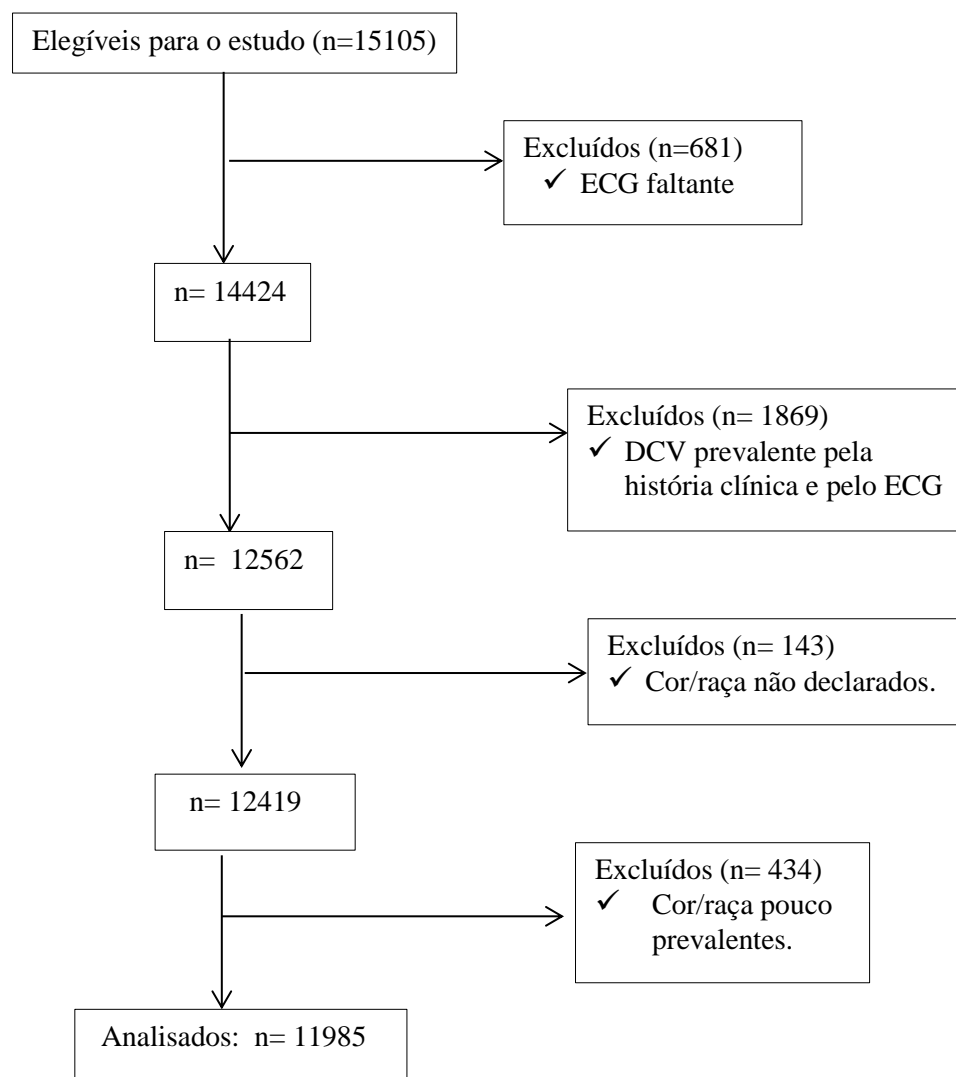 Elegíveis para o estudo (n=15105)
Excluídos (n=681)
✓ ECG faltante
n= 14424
Excluídos (n= 1869)
✓ DCV prevalente pela
história clínica e pelo ECG
n= 12562
Excluídos (n= 143)
✓ Cor/raça não declarados.
n= 12419
Excluídos (n= 434)
✓ Cor/raça pouco
prevalentes.
Analisados: n= 11985